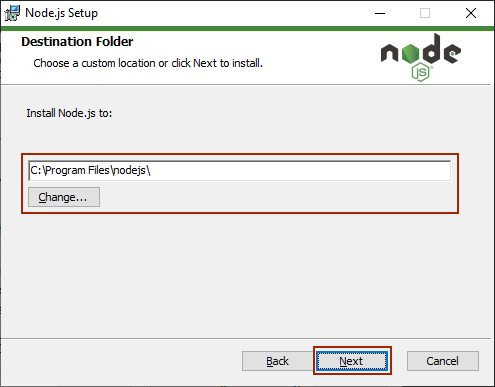 Node.js Setup
Destination Folder
Choose a custom location or click Next to install.
node
JS
Install Node.js to:
C:\Program Files\nodejs\
Change...
Back
Next
Cancel